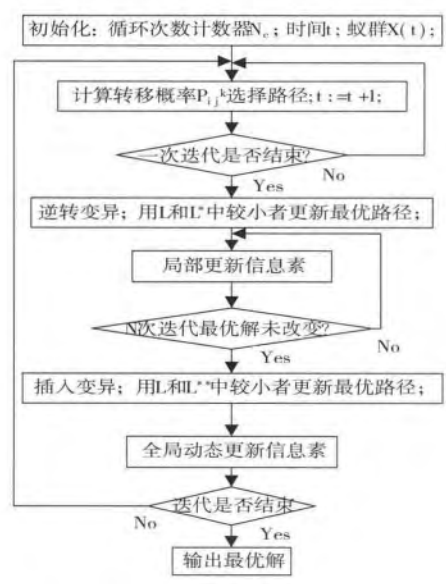 初始化；循环次数计数器N_c；时间t；蚁群X(t)；
计算转移概率P_ij^k选择路径；t：=t +1；
一次迭代是否结束？
No
Yes
逆转变异；用L和L*中较小者更新最优路径；
局部更新信息素
N次迭代最优解未改变？
No
Yes
插入变异；用L和L**中较小者更新最优路径；
全局动态更新信息素
迭代是否结束
No
Yes
输出最优解